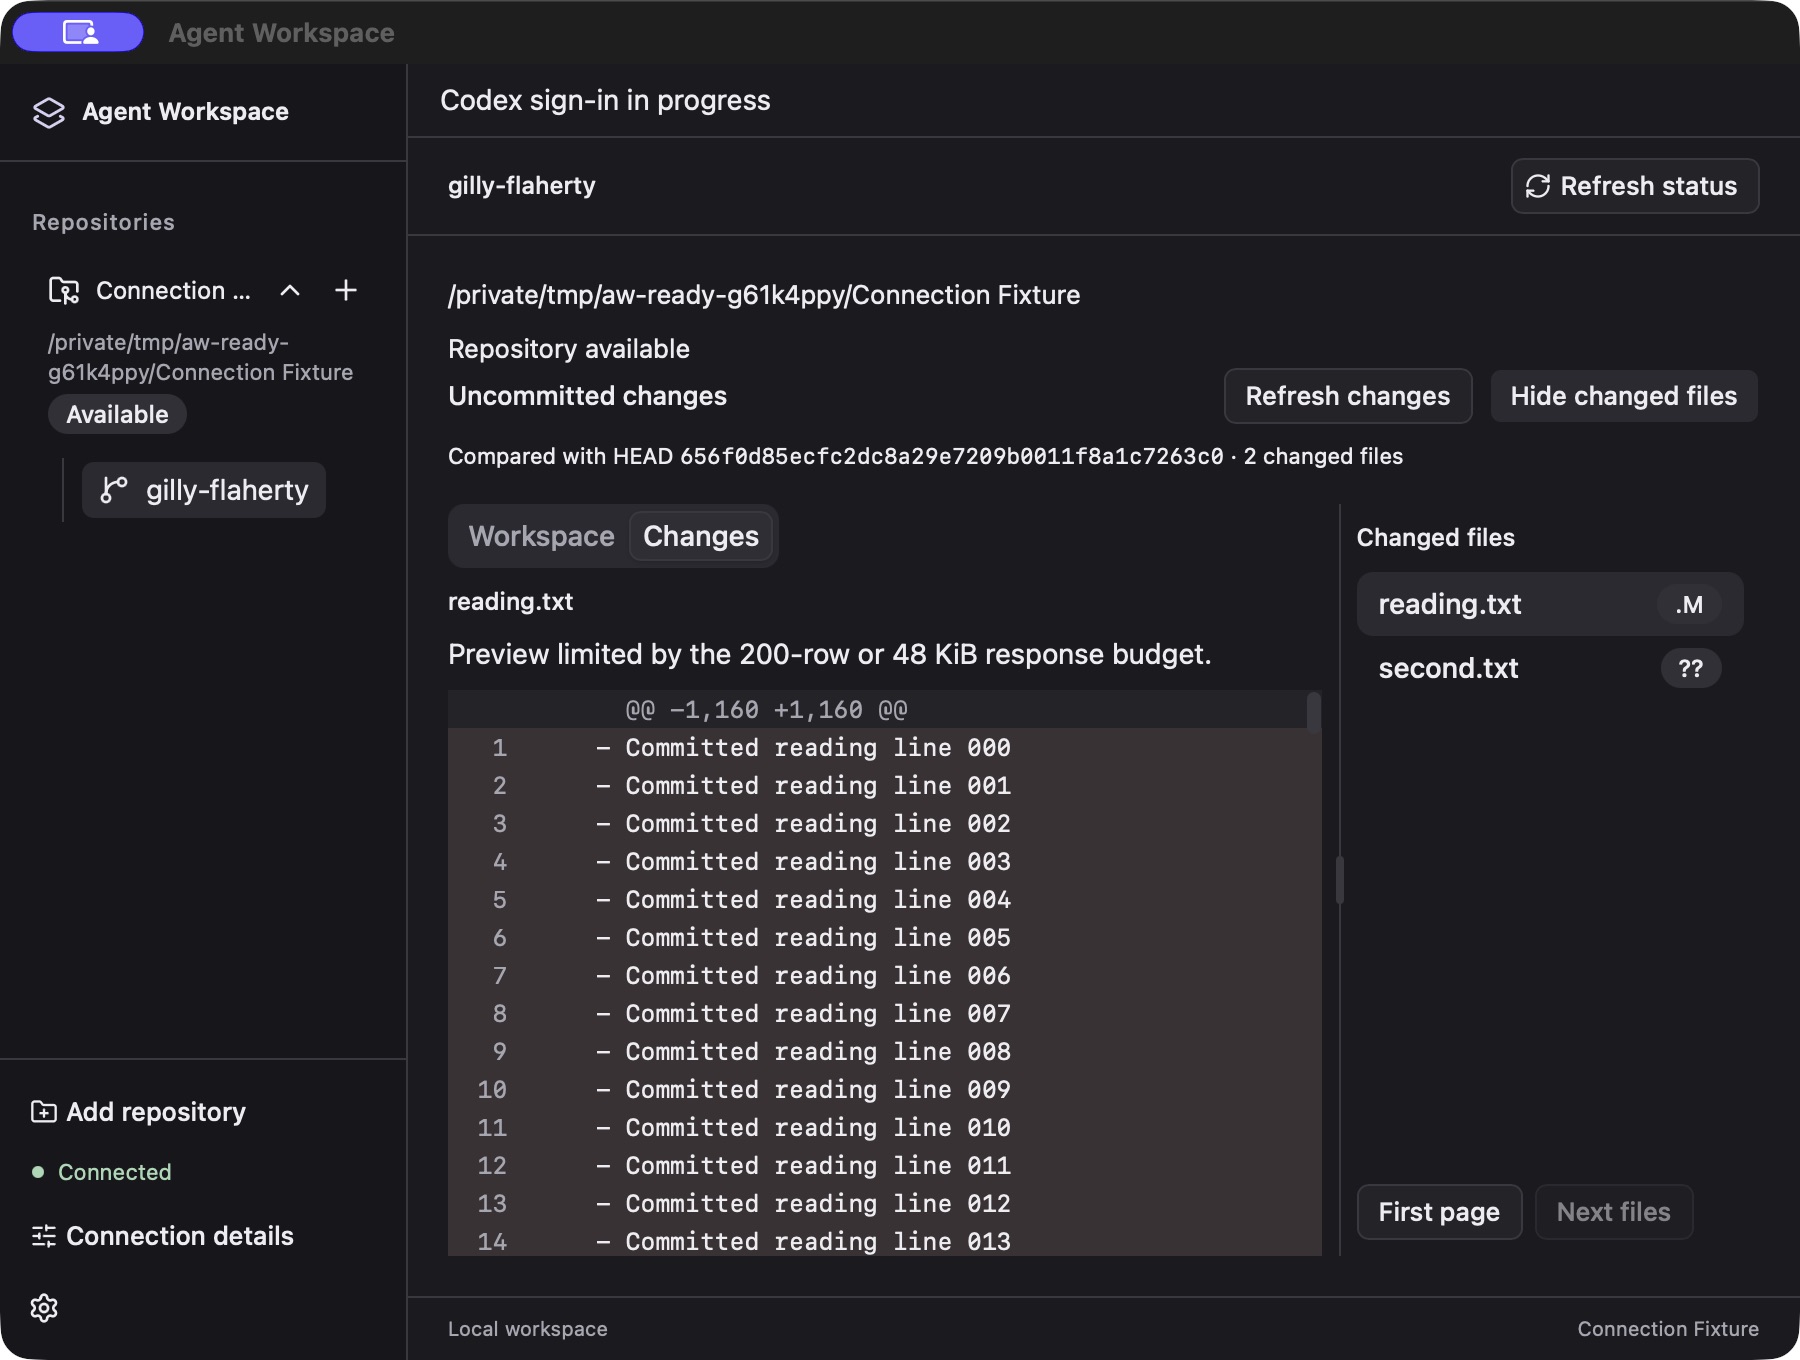 Agent Workspace
Agent Workspace
Repositories
Connection ...
/private/tmp/aw-ready-
g61k4ppy/Connection Fixture
Available
gilly-flaherty
Add repository
Connected
Connection details
Codex sign-in in progress
gilly-flaherty
Refresh status
/private/tmp/aw-ready-g61k4ppy/Connection Fixture
Repository available
Uncommitted changes
Refresh changes
Hide changed files
Compared with HEAD 656f0d85ecfc2dc8a29e7209b0011f8a1c7263c0 · 2 changed files
Workspace Changes
reading.txt
Preview limited by the 200-row or 48 KiB response budget.
@@ -1,160 +1,160 @@
1 - Committed reading line 000
2 - Committed reading line 001
3 - Committed reading line 002
4 - Committed reading line 003
5 - Committed reading line 004
6 - Committed reading line 005
7 - Committed reading line 006
8 - Committed reading line 007
9 - Committed reading line 008
10 - Committed reading line 009
11 - Committed reading line 010
12 - Committed reading line 011
13 - Committed reading line 012
14 - Committed reading line 013
Changed files
reading.txt .M
second.txt ??
First page
Next files
Local workspace
Connection Fixture